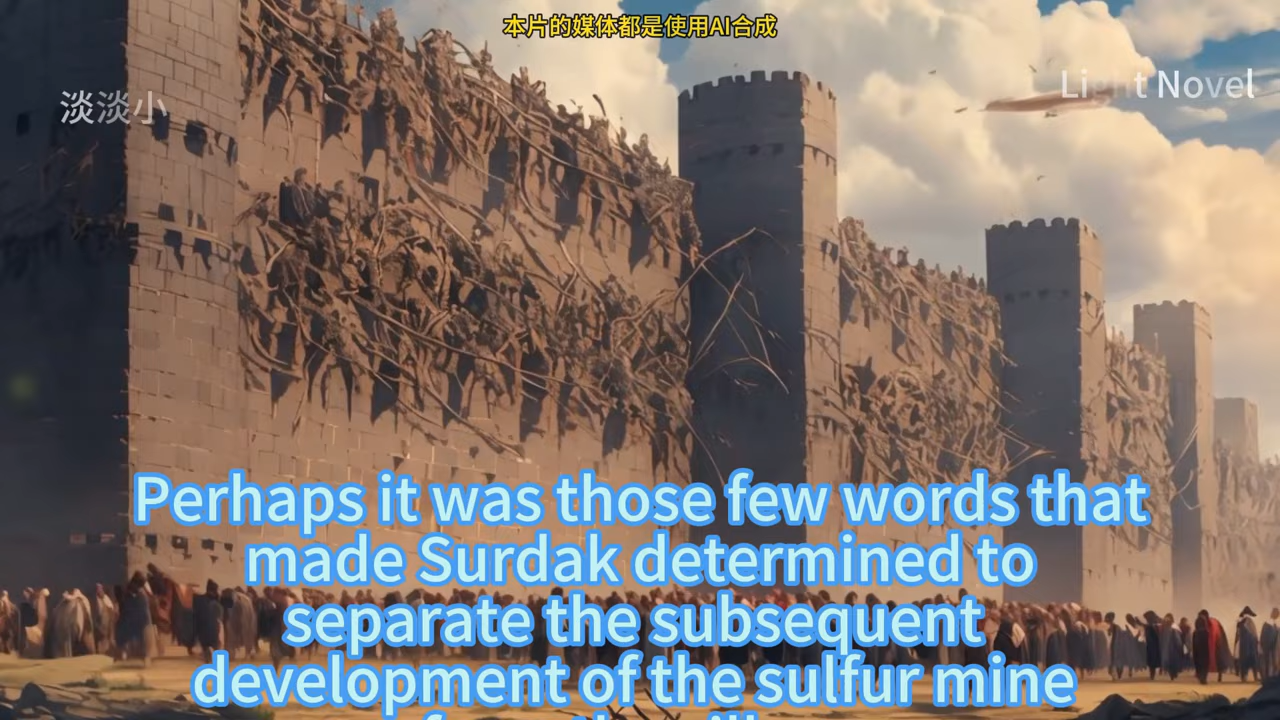 本片的媒体都是使用AI合成
淡淡小
Light Novel
Perhaps it was those few words that
made Surdak determined to
separate the subsequent
development of the sulfur mine